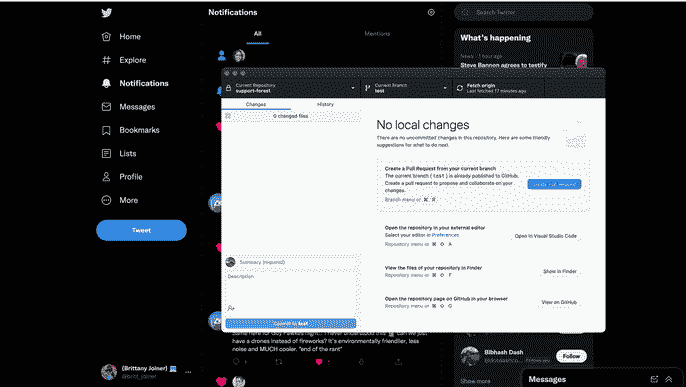 Notifications
Search Twitter
All
Mentions
Home
Explore
Notifications
Messages
Bookmarks
Lists
Profile
More
Tweet
{Brittany Joiner}
What's happening
News · 1 hour ago
Steve Bannon agrees to testify
Current Repository
support-forest
Current Branch
test
Fetch origin
Last fetched 17 minutes ago
Changes
History
0 changed files
No local changes
There are no uncommitted changes in this repository. Here are some friendly
suggestions for what to do next.
Create a Pull Request from your current branch
The current branch (test) is already published to GitHub.
Create a pull request to propose and collaborate on your
changes.
Branch menu or ⌘ R
Open the repository in your external editor
Select your editor in Preferences
Repository menu or ⌘ ⇧ A
Open in Visual Studio Code
View the files of your repository in Finder
Repository menu or ⌘ ⇧ F
Show in Finder
Open the repository page on GitHub in your browser
Repository menu or ⌘ ⇧ G
View on GitHub
Summary (required)
Description
Commit to test
have a drones instead of fireworks? It's environmentally friendlier, less
noise and MUCH cooler. *end of the rant*
Bibhash Dash
Follow
Show more
Messages